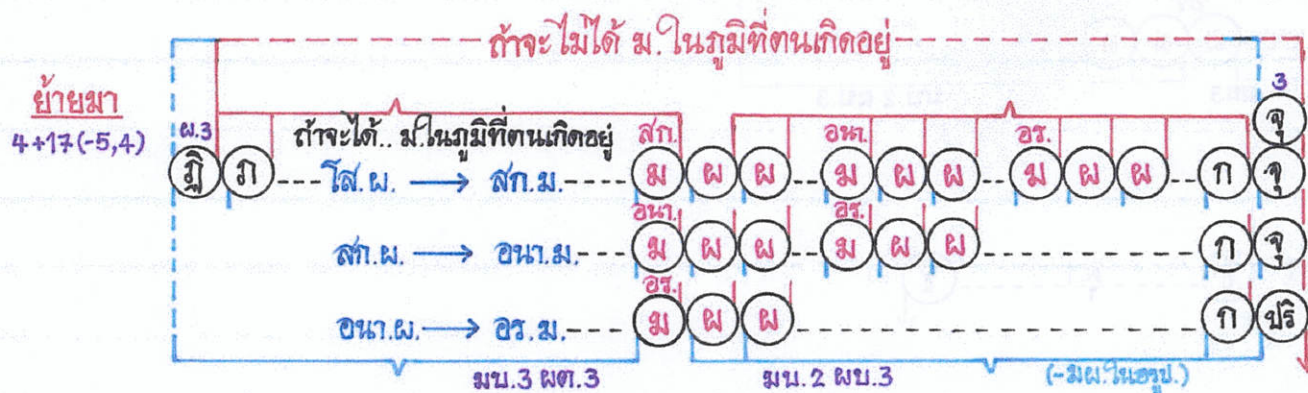 ถ้าจะไม่ได้ ม.ในภูมิที่ตนเกิดอยู่
ย้ายมา
4+17(-5,4)
3
จุ
ผ.3 ถ้าจะได้.. ม.ในภูมิที่ตนเกิดอยู่ สก. อนา. อร.
ฏิ ภ โส.ผ. → สก.ม. ม ผ ผ ม ผ ผ ม ผ ผ ก จุ
อนา. อร.
สก.ผ. → อนา.ม. ม ผ ผ ม ผ ผ ก จุ
อร.
อนา.ผ. → อร.ม. ม ผ ผ ก ปริ
มบ.3 ผต.3 มน.2 ผบ.3 (-มผ.ในอรูป.)